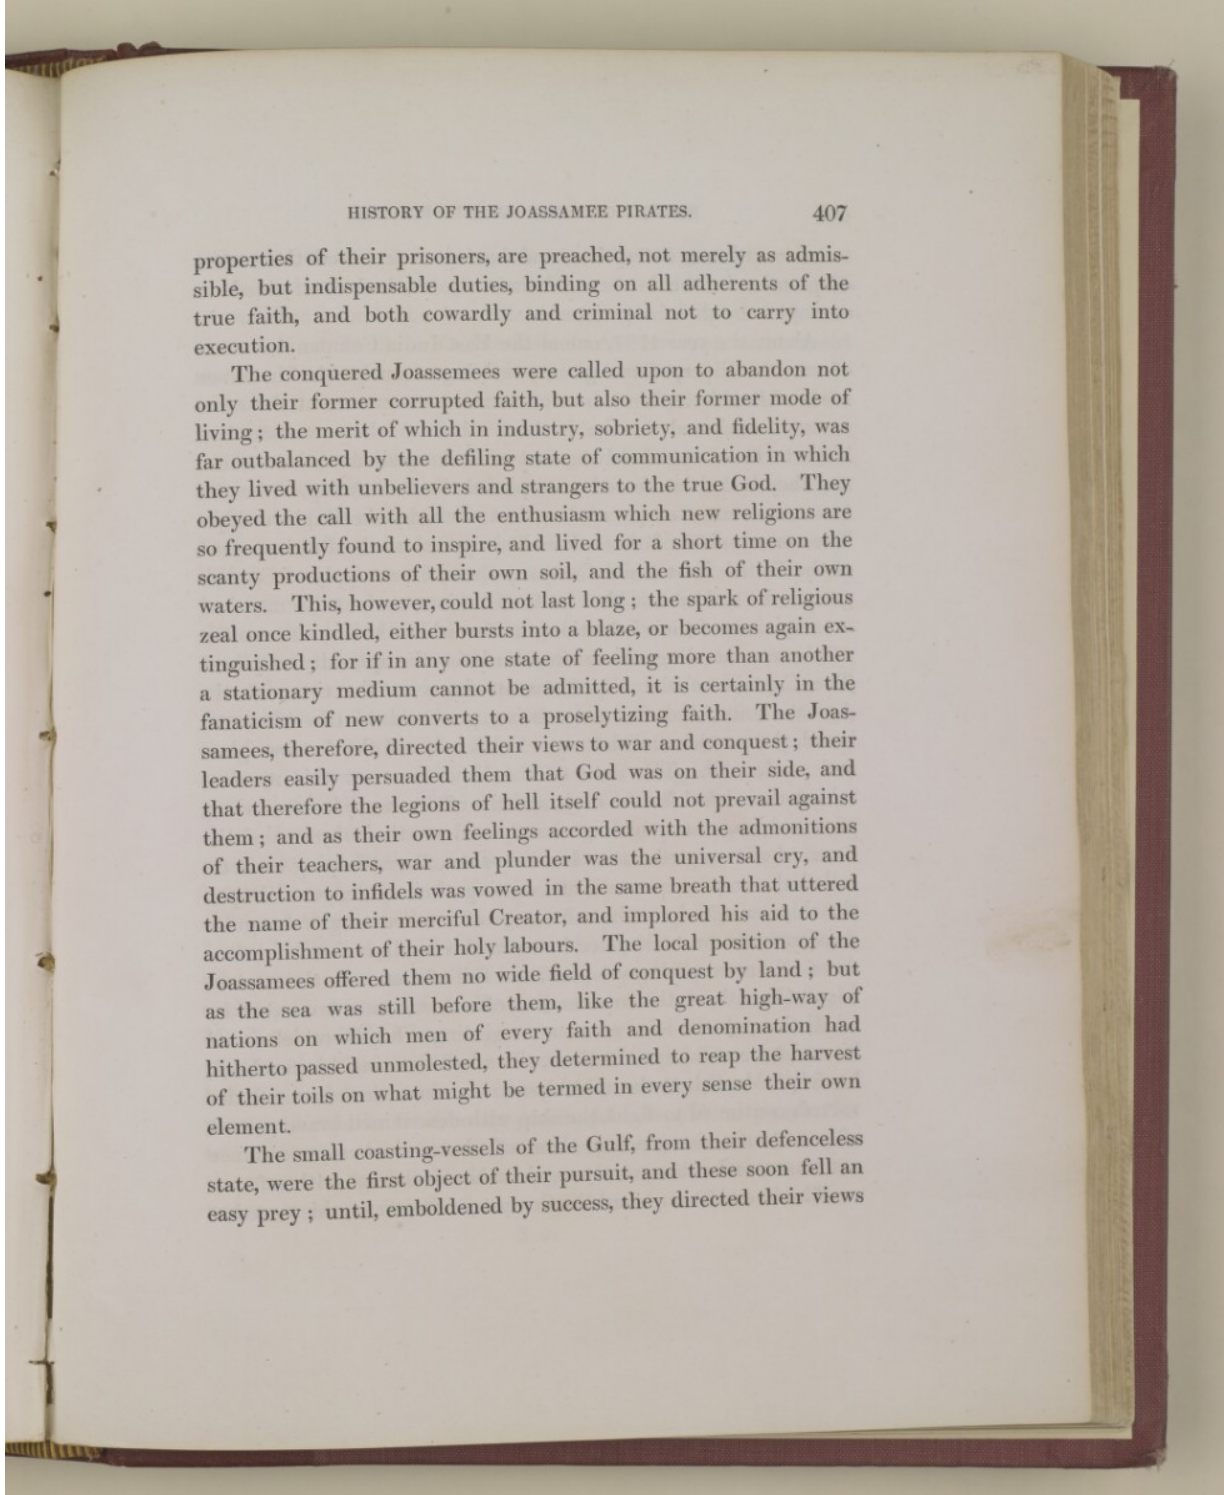 HISTORY OF THE JOASSAMEE PIRATES. 407
properties of their prisoners, are preached, not merely as admis-
sible, but indispensable duties, binding on all adherents of the
true faith, and both cowardly and criminal not to carry into
execution.
The conquered Joassemees were called upon to abandon not
only their former corrupted faith, but also their former mode of
living; the merit of which in industry, sobriety, and fidelity, was
far outbalanced by the defiling state of communication in which
they lived with unbelievers and strangers to the true God. They
obeyed the call with all the enthusiasm which new religions are
so frequently found to inspire, and lived for a short time on the
scanty productions of their own soil, and the fish of their own
waters. This, however, could not last long; the spark of religious
zeal once kindled, either bursts into a blaze, or becomes again ex-
tinguished; for if in any one state of feeling more than another
a stationary medium cannot be admitted, it is certainly in the
fanaticism of new converts to a proselytizing faith. The Joas-
samees, therefore, directed their views to war and conquest; their
leaders easily persuaded them that God was on their side, and
that therefore the legions of hell itself could not prevail against
them; and as their own feelings accorded with the admonitions
of their teachers, war and plunder was the universal cry, and
destruction to infidels was vowed in the same breath that uttered
the name of their merciful Creator, and implored his aid to the
accomplishment of their holy labours. The local position of the
Joassamees offered them no wide field of conquest by land; but
as the sea was still before them, like the great high-way of
nations on which men of every faith and denomination had
hitherto passed unmolested, they determined to reap the harvest
of their toils on what might be termed in every sense their own
element.
The small coasting-vessels of the Gulf, from their defenceless
state, were the first object of their pursuit, and these soon fell an
easy prey; until, emboldened by success, they directed their views